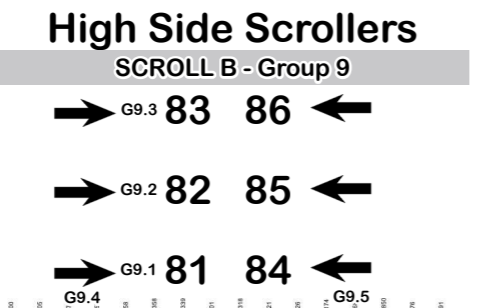 High Side Scrollers
SCROLL B - Group 9
G9.3 83 86
G9.2 82 85
G9.1 81 84
G9.4 G9.5